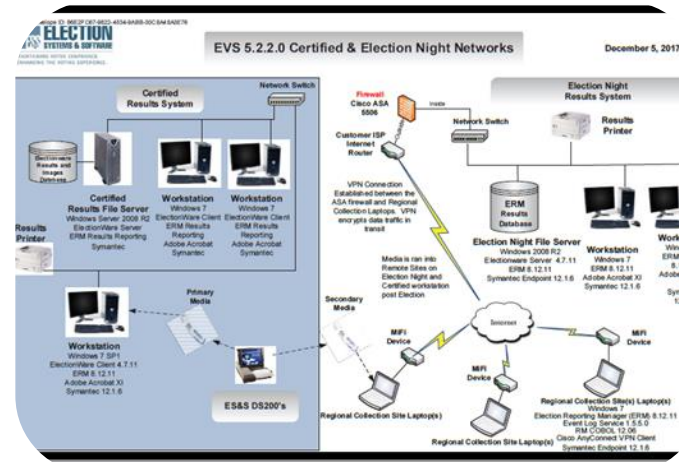 ELECTION
SYSTEMS & SOFTWARE
EVS 5.2.2.0 Certified & Election Night Networks
December 5, 2017
Certified
Results System
Network Switch
Electionware
Results and
Images
Database
Certified
Results File Server
Windows Server 2008 R2
ElectionWare Server
ERM Results Reporting
Symantec
Workstation
Windows 7
ElectionWare Client
ERM Results
Reporting
Adobe Acrobat
Symantec
Workstation
Windows 7
ElectionWare Client
ERM Results
Reporting
Adobe Acrobat
Symantec
Results
Printer
Workstation
Windows 7 SP1
ElectionWare Client 4.7.11
ERM 8.12.11
Adobe Acrobat XI
Symantec 12.1.6
Primary
Media
Secondary
Media
ES&S DS200's
Firewall
Cisco ASA
5506
Inside
Network Switch
Customer ISP
Internet
Router
VPN Connection
Established between the
ASA firewall and Regional
Collection Laptops. VPN
encrypts data traffic in
transit
Media is ran into
Remote Sites on
Election Night and
Certified workstation
post Election
Election Night
Results System
Results
Printer
ERM
Results
Database
Election Night File Server
Windows 2008 R2
Electionware Server 4.7.11
ERM 8.12.11
Symantec Endpoint 12.1.6
Workstation
Windows 7
ERM 8.12.11
Adobe Acrobat XI
Symantec 12.1.6
Internet
MiFi
Device
MiFi
Device
MiFi
Device
Regional Collection Site Laptop(s)
Regional Collection Site Laptop(s)
Regional Collection Site(s) Laptop(s)
Windows 7
Election Reporting Manager (ERM) 8.12.11
Event Log Service 1.5.5.0
RM COBOL 12.06
Cisco AnyConnect VPN Client
Symantec Endpoint 12.1.6